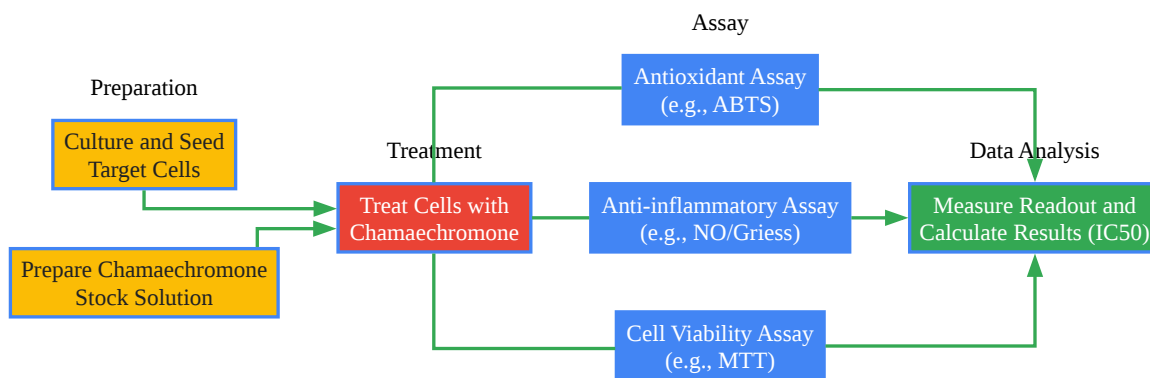 Preparation
Culture and Seed
Target Cells
Prepare Chamaechromone
Stock Solution
Treatment
Treat Cells with
Chamaechromone
Assay
Antioxidant Assay
(e.g., ABTS)
Anti-inflammatory Assay
(e.g., NO/Griess)
Cell Viability Assay
(e.g., MTT)
Data Analysis
Measure Readout and
Calculate Results (IC50)